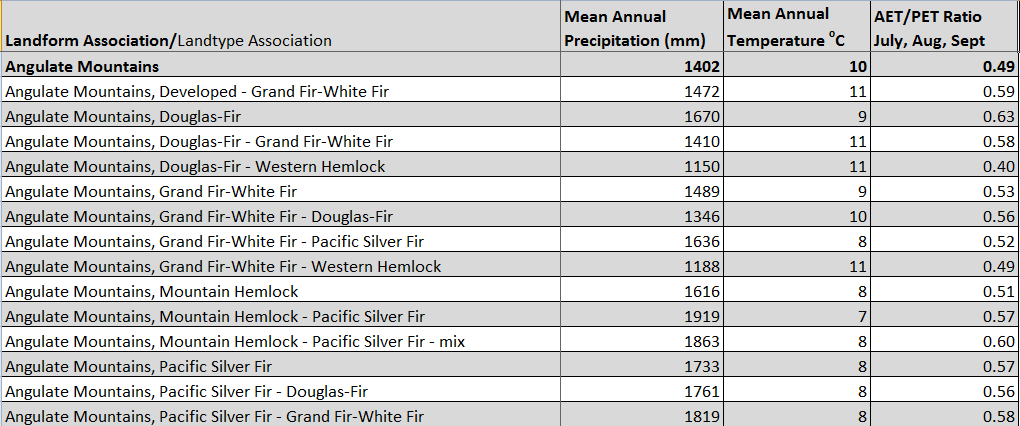 Landform Association/Landtype Association Mean Annual Precipitation (mm) Mean Annual Temperature ⁰C AET/PET Ratio July, Aug, Sept
Angulate Mountains 1402 10 0.49
Angulate Mountains, Developed - Grand Fir-White Fir 1472 11 0.59
Angulate Mountains, Douglas-Fir 1670 9 0.63
Angulate Mountains, Douglas-Fir - Grand Fir-White Fir 1410 11 0.58
Angulate Mountains, Douglas-Fir - Western Hemlock 1150 11 0.40
Angulate Mountains, Grand Fir-White Fir 1489 9 0.53
Angulate Mountains, Grand Fir-White Fir - Douglas-Fir 1346 10 0.56
Angulate Mountains, Grand Fir-White Fir - Pacific Silver Fir 1636 8 0.52
Angulate Mountains, Grand Fir-White Fir - Western Hemlock 1188 11 0.49
Angulate Mountains, Mountain Hemlock 1616 8 0.51
Angulate Mountains, Mountain Hemlock - Pacific Silver Fir 1919 7 0.57
Angulate Mountains, Mountain Hemlock - Pacific Silver Fir - mix 1863 8 0.60
Angulate Mountains, Pacific Silver Fir 1733 8 0.57
Angulate Mountains, Pacific Silver Fir - Douglas-Fir 1761 8 0.56
Angulate Mountains, Pacific Silver Fir - Grand Fir-White Fir 1819 8 0.58